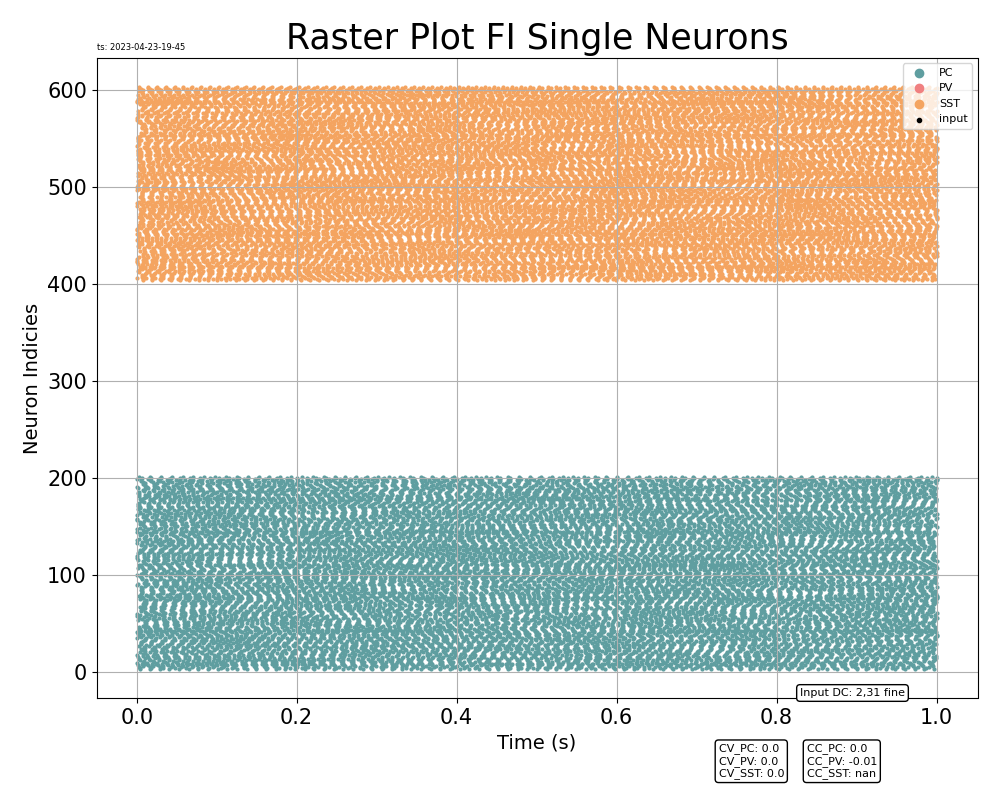 Raster Plot FI Single Neurons
ts: 2023-04-23-19-45
PC
PV
SST
input
600
500
400
300
200
100
0
Neuron Indicies
0.0 0.2 0.4 0.6 0.8 1.0
Time (s)
Input DC: 2,31 fine
CV_PC: 0.0
CV_PV: 0.0
CV_SST: 0.0
CC_PC: 0.0
CC_PV: -0.01
CC_SST: nan